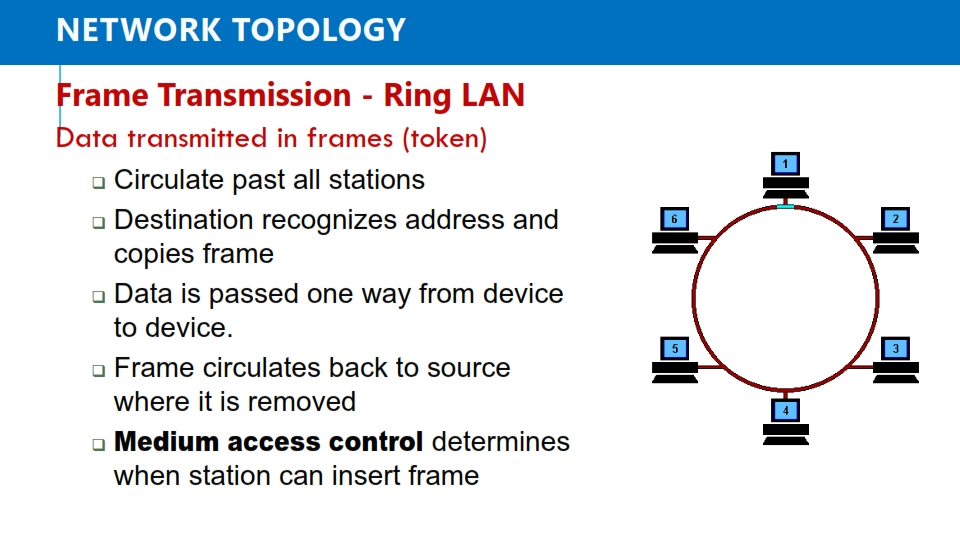 NETWORK TOPOLOGY
Frame Transmission - Ring LAN
Data transmitted in frames (token)
Circulate past all stations
Destination recognizes address and
copies frame
Data is passed one way from device
to device.
Frame circulates back to source
where it is removed
Medium access control determines
when station can insert frame
1
6
2
5
3
4